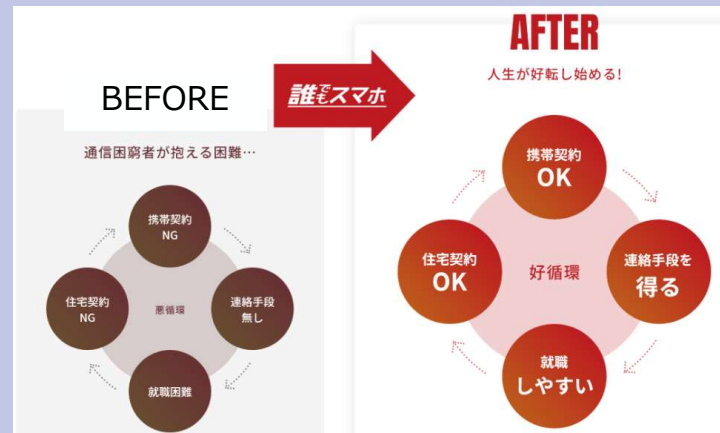 BEFORE
通信困窮者が抱える困難…
携帯契約
NG
連絡手段
無し
就職困難
住宅契約
NG
悪循環
誰でもスマホ
AFTER
人生が好転し始める!
携帯契約
OK
連絡手段を
得る
就職
しやすい
住宅契約
OK
好循環